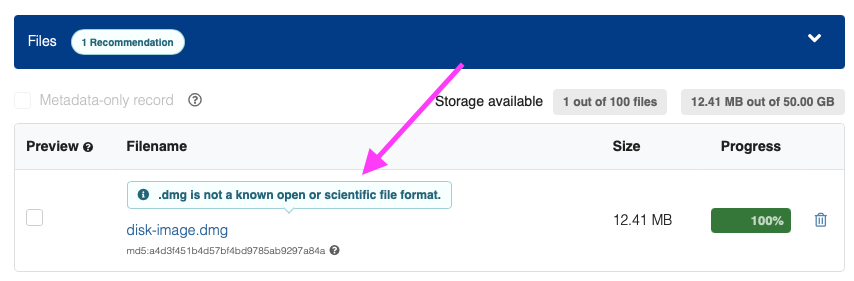 Files 1 Recommendation
Metadata-only record
Storage available 1 out of 100 files 12.41 MB out of 50.00 GB
Preview Filename Size Progress
.dmg is not a known open or scientific file format.
disk-image.dmg 12.41 MB 100%
md5:a4d3f451b4d57bf4bd9785ab9297a84a